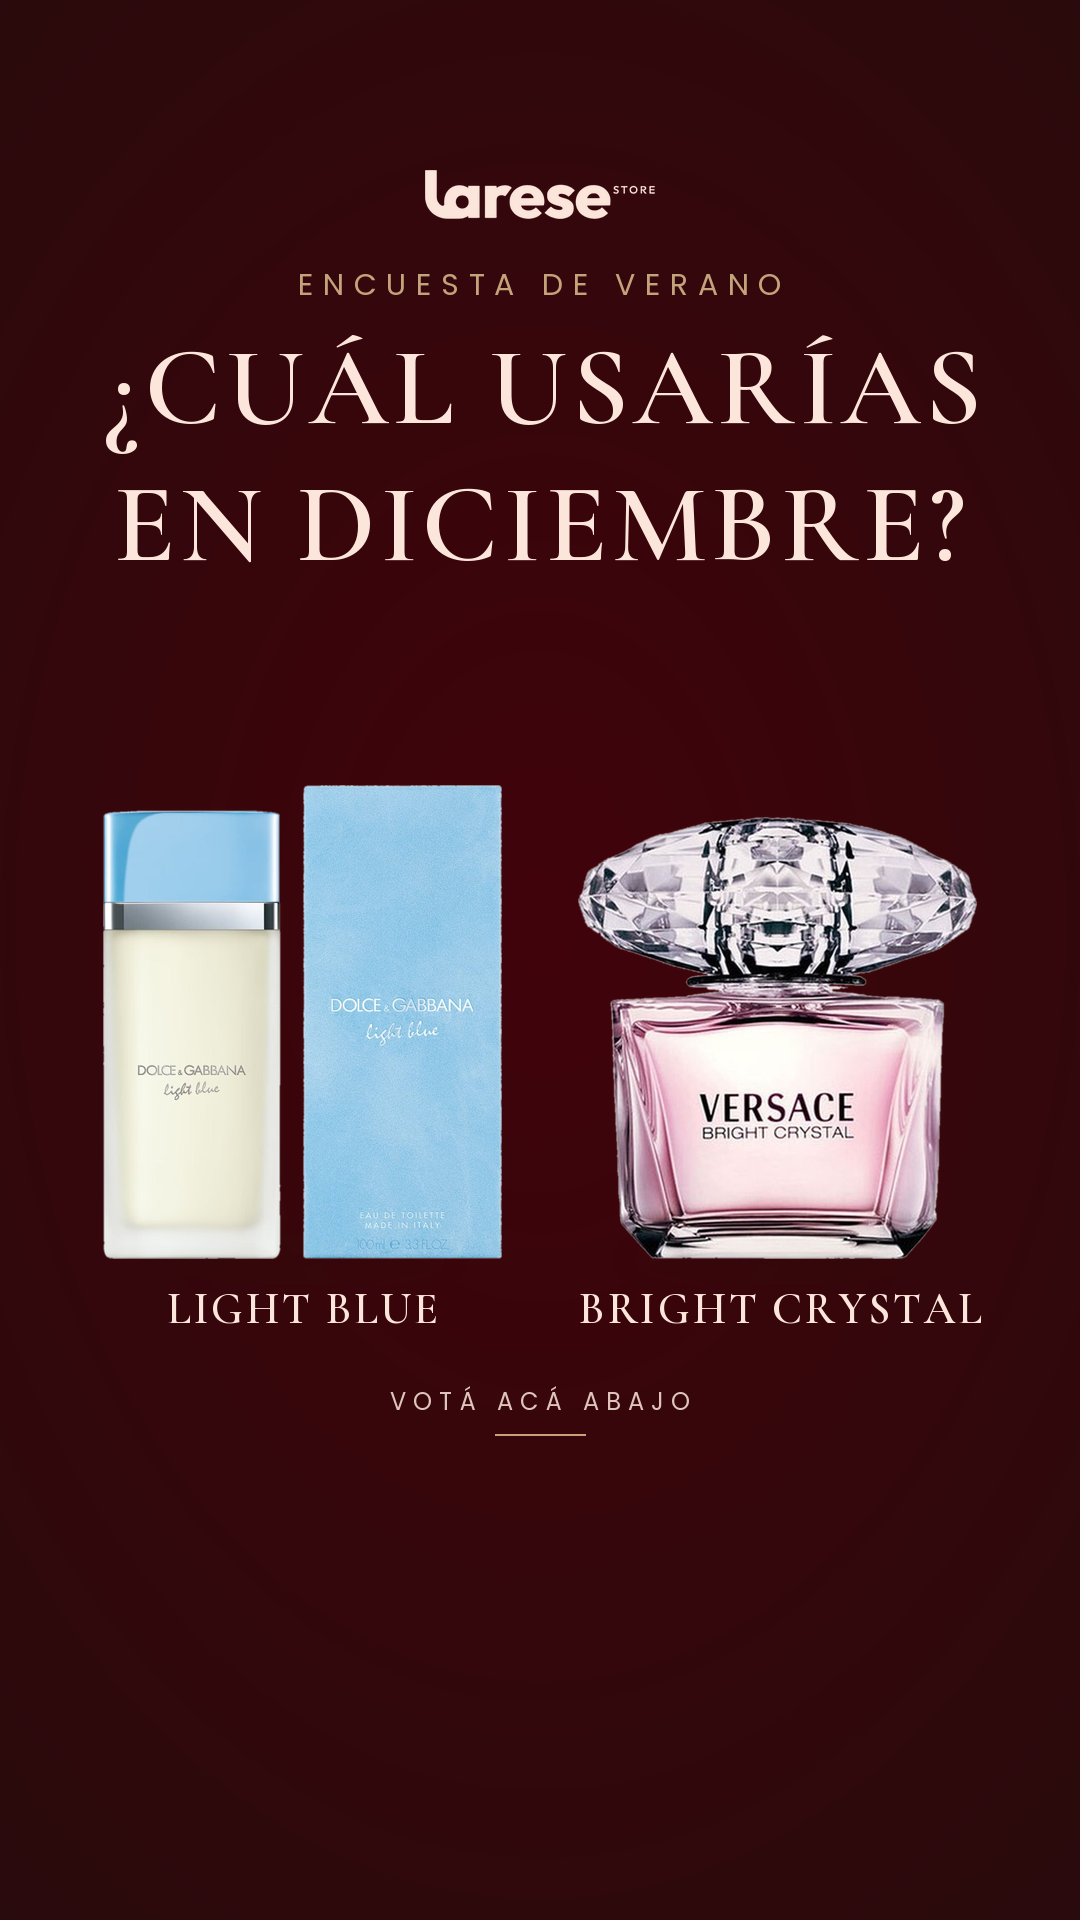 larese STORE
ENCUESTA DE VERANO
¿CUÁL USARÍAS
EN DICIEMBRE?
DOLCE & GABBANA
light blue
DOLCE & GABBANA
light blue
EAU DE TOILETTE
MADE IN ITALY
100ml ℮ 3.3 FL.OZ.
VERSACE
BRIGHT CRYSTAL
LIGHT BLUE
BRIGHT CRYSTAL
VOTÁ ACÁ ABAJO